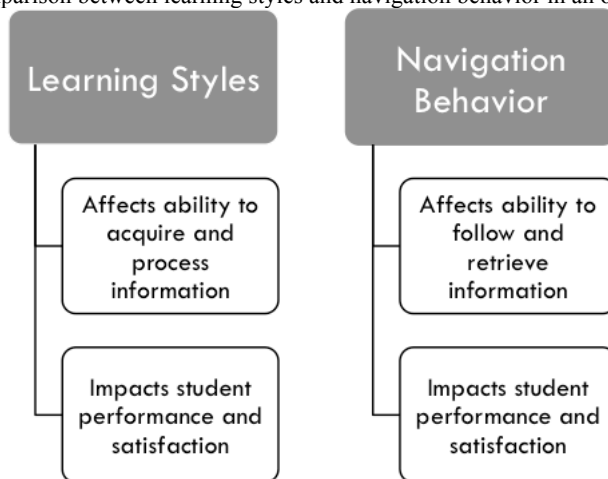 between learning styles and navigation behavior in an
Learning Styles
Affects ability to
acquire and
process
information
Impacts student
performance and
satisfaction
Navigation
Behavior
Affects ability to
follow and
retrieve
information
Impacts student
performance and
satisfaction